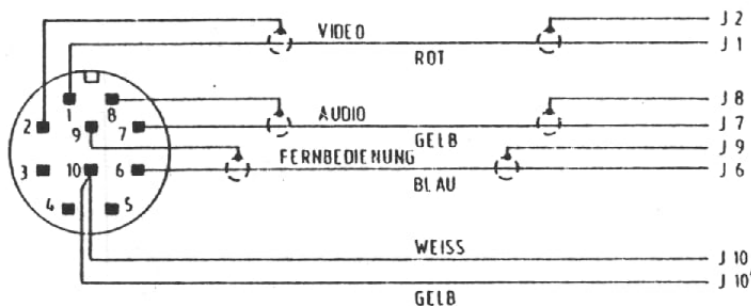 VIDEO
J 2
J 1
ROT
1
8
AUDIO
J 8
2
9
7
J 7
GELB
J 9
FERNBEDIENUNG
3
10
6
J 6
BLAU
4
5
WEISS
J 10
J 10'
GELB